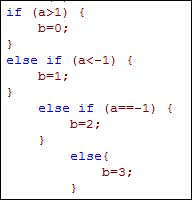 if (a>1) {
b=0;
}
else if (a<-1) {
b=1;
}
else if (a==-1) {
b=2;
}
else{
b=3;
}